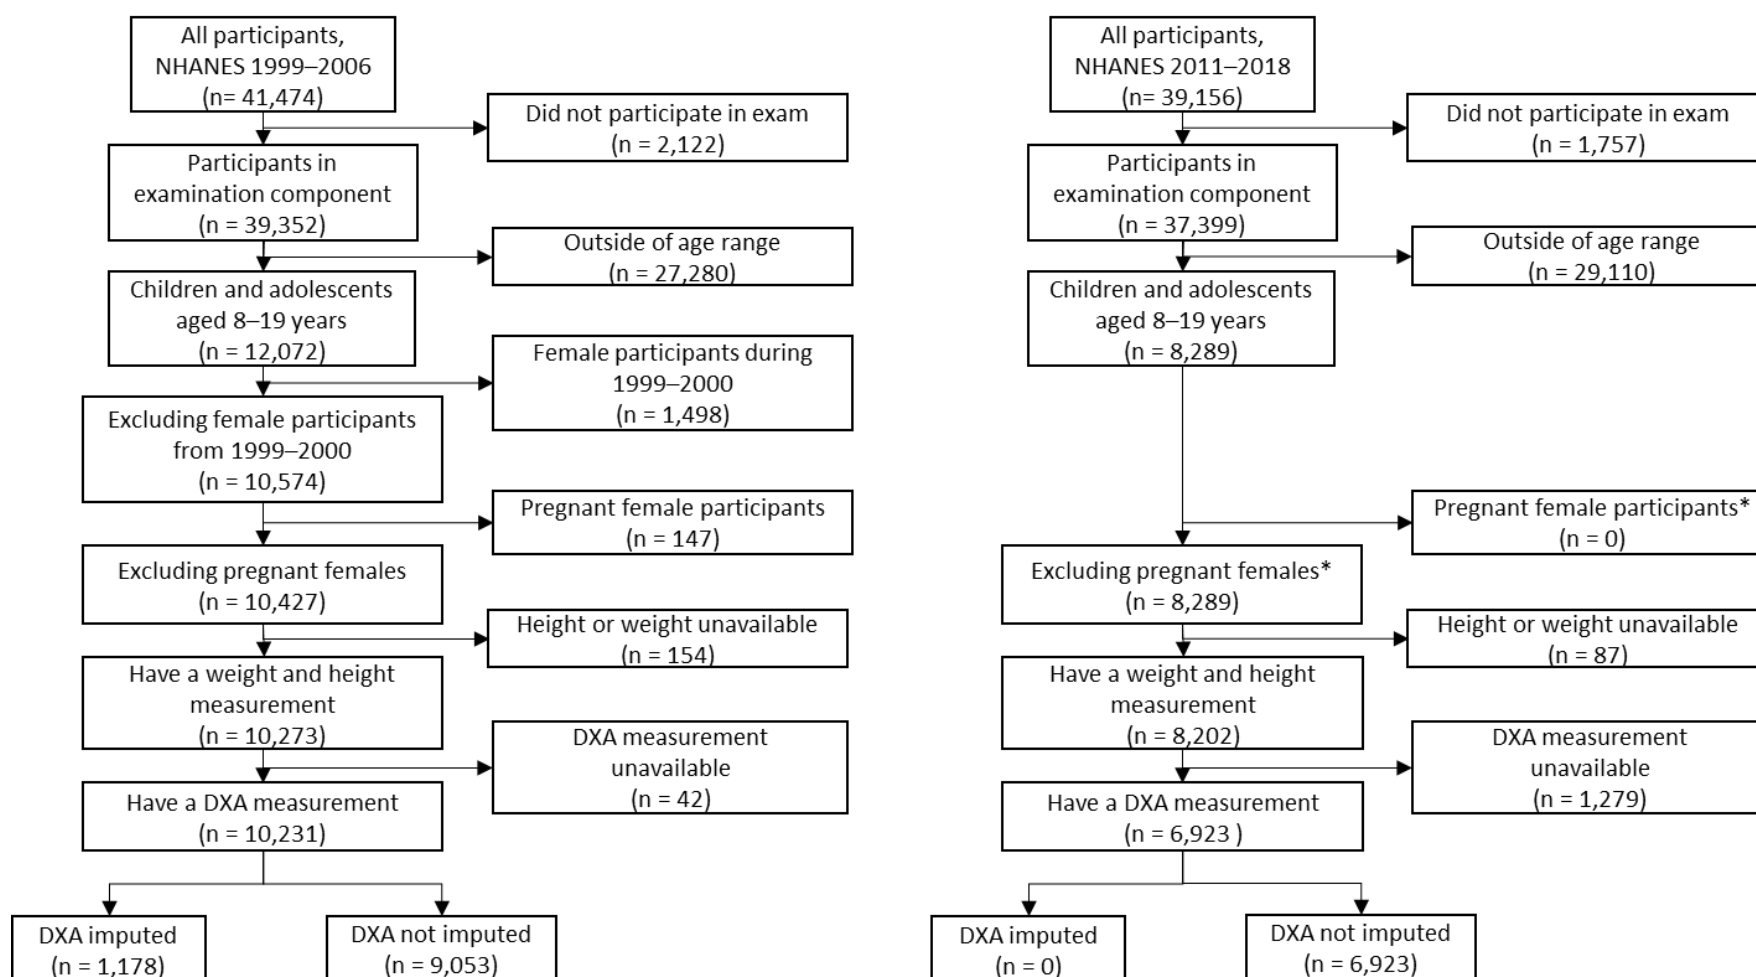 All participants,
NHANES 1999–2006
(n= 41,474)
Did not participate in exam
(n = 2,122)
Participants in
examination component
(n = 39,352)
Outside of age range
(n = 27,280)
Children and adolescents
aged 8–19 years
(n = 12,072)
Female participants during
1999–2000
(n = 1,498)
Excluding female participants
from 1999–2000
(n = 10,574)
Pregnant female participants
(n = 147)
Excluding pregnant females
(n = 10,427)
Height or weight unavailable
(n = 154)
Have a weight and height
measurement
(n = 10,273)
DXA measurement
unavailable
(n = 42)
Have a DXA measurement
(n = 10,231)
DXA imputed
(n = 1,178)
DXA not imputed
(n = 9,053)
All participants,
NHANES 2011–2018
(n= 39,156)
Did not participate in exam
(n = 1,757)
Participants in
examination component
(n = 37,399)
Outside of age range
(n = 29,110)
Children and adolescents
aged 8–19 years
(n = 8,289)
Pregnant female participants*
(n = 0)
Excluding pregnant females*
(n = 8,289)
Height or weight unavailable
(n = 87)
Have a weight and height
measurement
(n = 8,202)
DXA measurement
unavailable
(n = 1,279)
Have a DXA measurement
(n = 6,923 )
DXA imputed
(n = 0)
DXA not imputed
(n = 6,923)